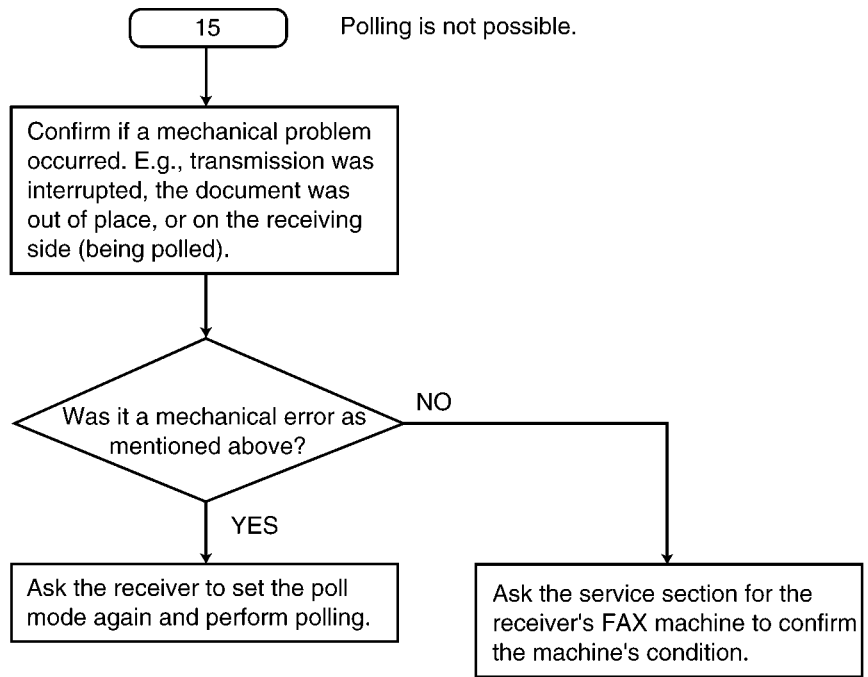 15
Polling is not possible.
Confirm if a mechanical problem
occurred. E.g., transmission was
interrupted, the document was
out of place, or on the receiving
side (being polled).
Was it a mechanical error as
mentioned above?
NO
YES
Ask the receiver to set the poll
mode again and perform polling.
Ask the service section for the
receiver's FAX machine to confirm
the machine's condition.